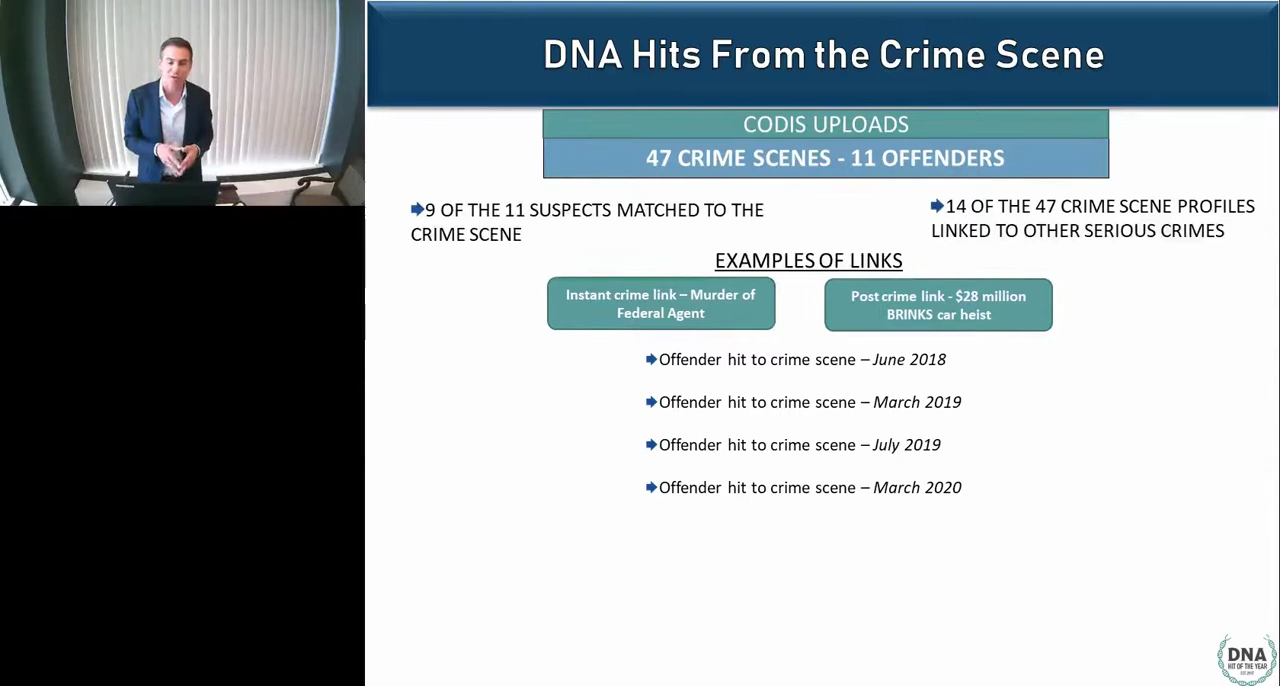 DNA Hits From the Crime Scene
CODIS UPLOADS
47 CRIME SCENES - 11 OFFENDERS
9 OF THE 11 SUSPECTS MATCHED TO THE
CRIME SCENE
14 OF THE 47 CRIME SCENE PROFILES
LINKED TO OTHER SERIOUS CRIMES
EXAMPLES OF LINKS
Instant crime link – Murder of
Federal Agent
Post crime link - $28 million
BRINKS car heist
Offender hit to crime scene – June 2018
Offender hit to crime scene – March 2019
Offender hit to crime scene – July 2019
Offender hit to crime scene – March 2020
DNA
HIT OF THE YEAR